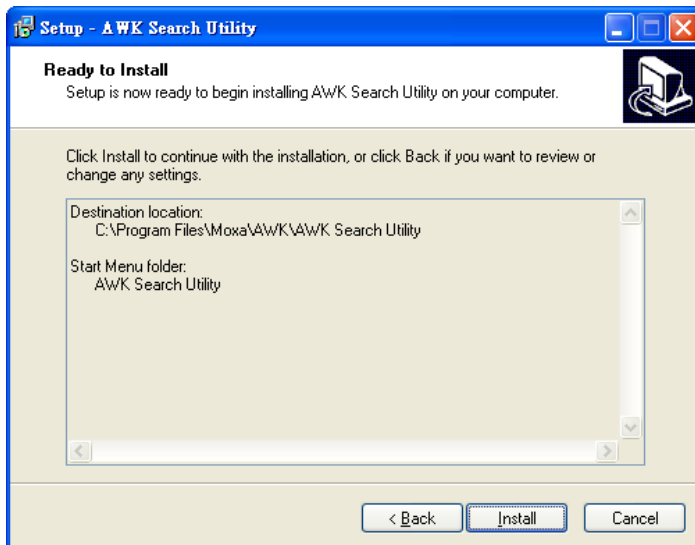 Setup - AWK Search Utility
Ready to Install
Setup is now ready to begin installing AWK Search Utility on your computer.
Click Install to continue with the installation, or click Back if you want to review or
change any settings.
Destination location:
C:\Program Files\Moxa\AWK\AWK Search Utility
Start Menu folder:
AWK Search Utility
< Back
Install
Cancel